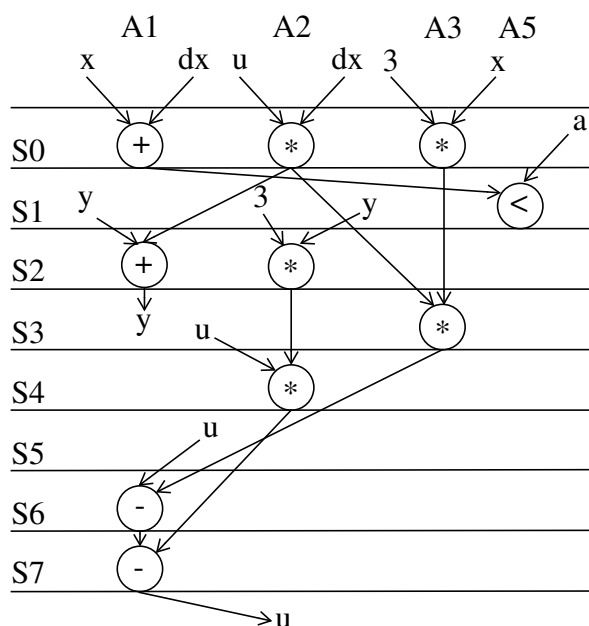 A1 A2 A3 A5
x dx u dx 3 x
a
S0 + * *
S1 <
y 3 y
S2 + *
y
S3 *
u
S4 *
u
S5
S6 -
S7 -
u